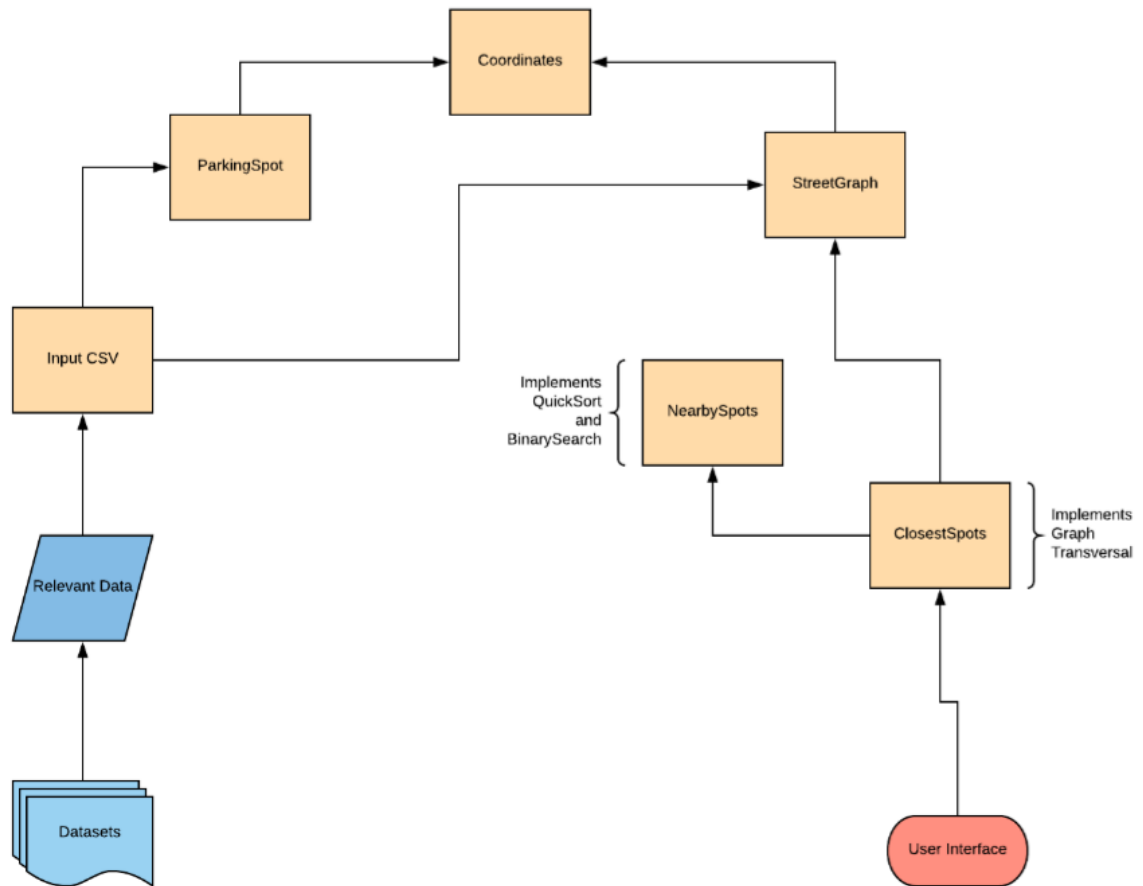 Coordinates
ParkingSpot
StreetGraph
Input CSV
Implements
QuickSort
and
BinarySearch
NearbySpots
ClosestSpots
Implements
Graph
Transversal
Relevant Data
Datasets
User Interface